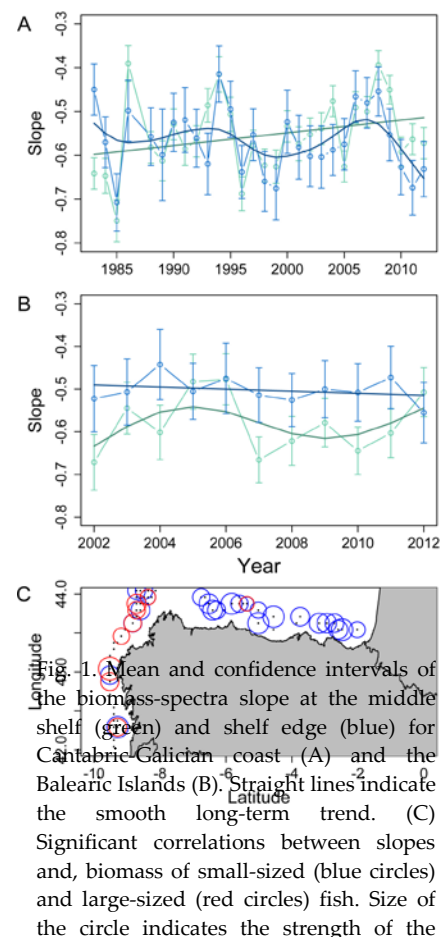 A
-0.3
-0.4
-0.5
-0.6
-0.7
-0.8
Slope
1985 1990 1995 2000 2005 2010
B
-0.3
-0.4
-0.5
-0.6
-0.7
-0.8
Slope
2002 2004 2006 2008 2010 2012
Year
C
44.0
Longitude
-10 -8 -6 -4 -2 0
Latitude
Fig. 1. Mean and confidence intervals of
the biomass-spectra slope at the middle
shelf (green) and shelf edge (blue) for
Cantabric-Galician coast (A) and the
Balearic Islands (B). Straight lines indicate
the smooth long-term trend. (C)
Significant correlations between slopes
and, biomass of small-sized (blue circles)
and large-sized (red circles) fish. Size of
the circle indicates the strength of the